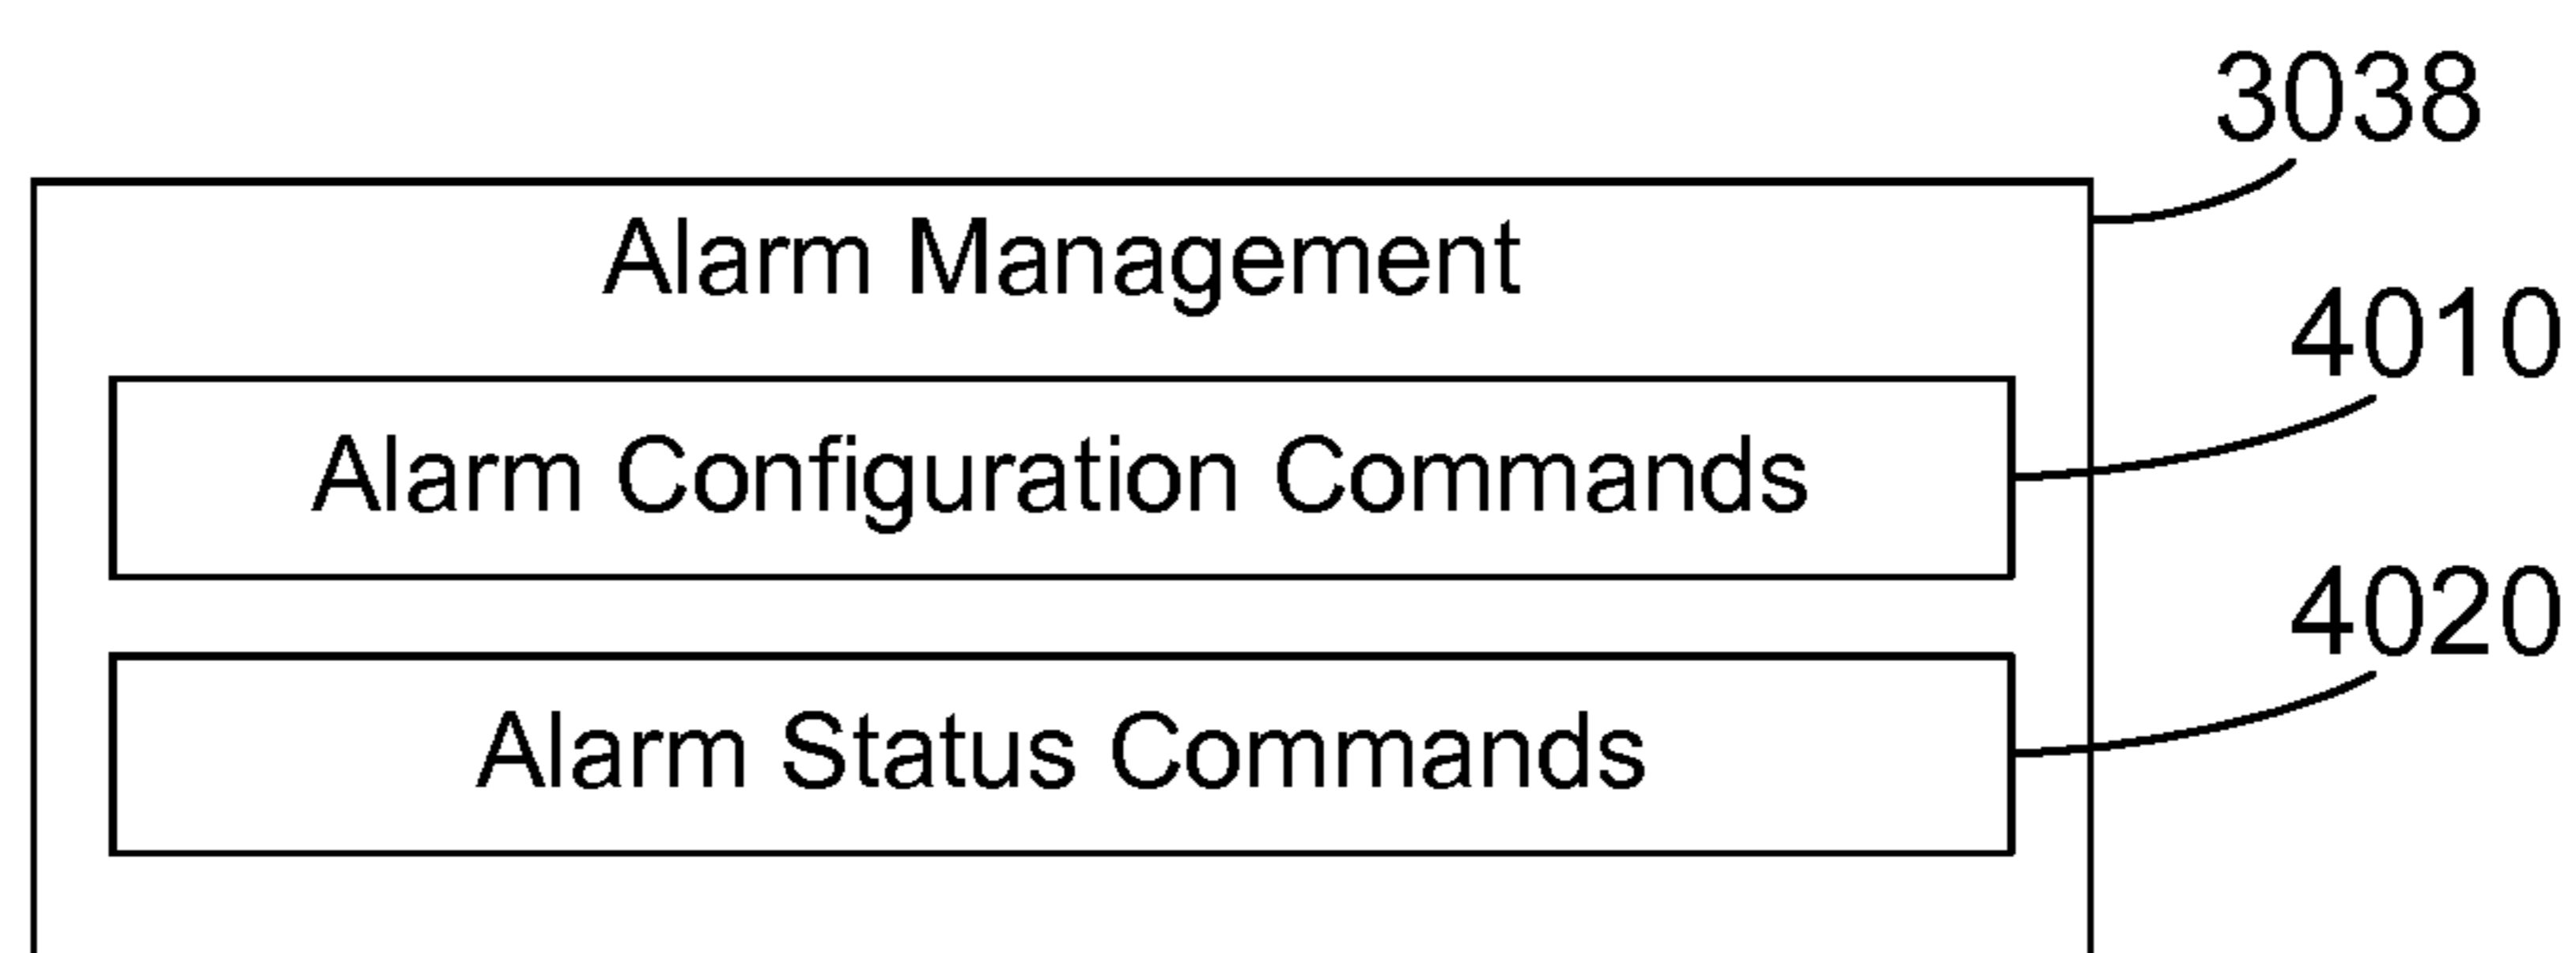 3038
Alarm Management
4010
Alarm Configuration Commands
4020
Alarm Status Commands